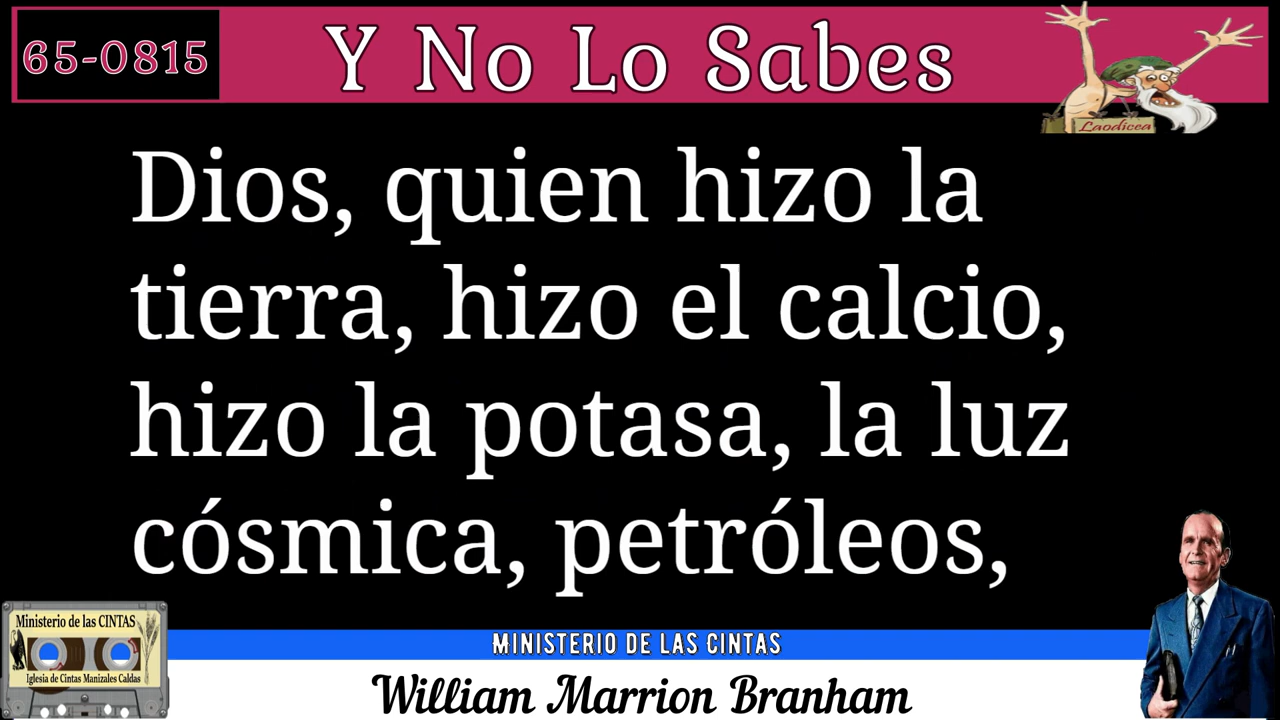 65-0815
Y No Lo Sabes
Laodicea
Dios, quien hizo la
tierra, hizo el calcio,
hizo la potasa, la luz
cósmica, petróleos,
Ministerio de las CINTAS
Iglesia de Cintas Manizales Caldas
MINISTERIO DE LAS CINTAS
William Marrion Branham